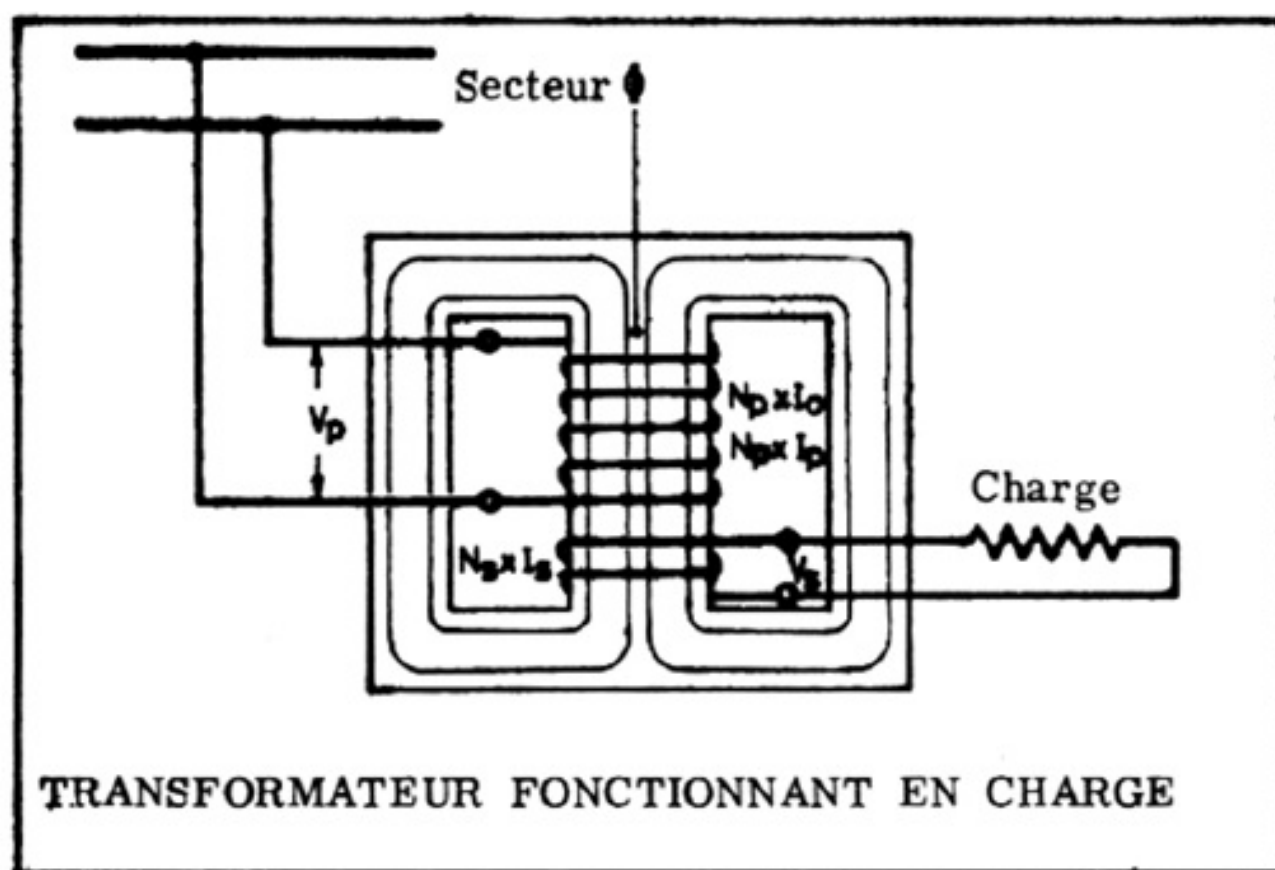 Secteur ϕ
Vp
Np x Io
Np x Ip
Charge
Ns x Is
Vs
TRANSFORMATEUR FONCTIONNANT EN CHARGE